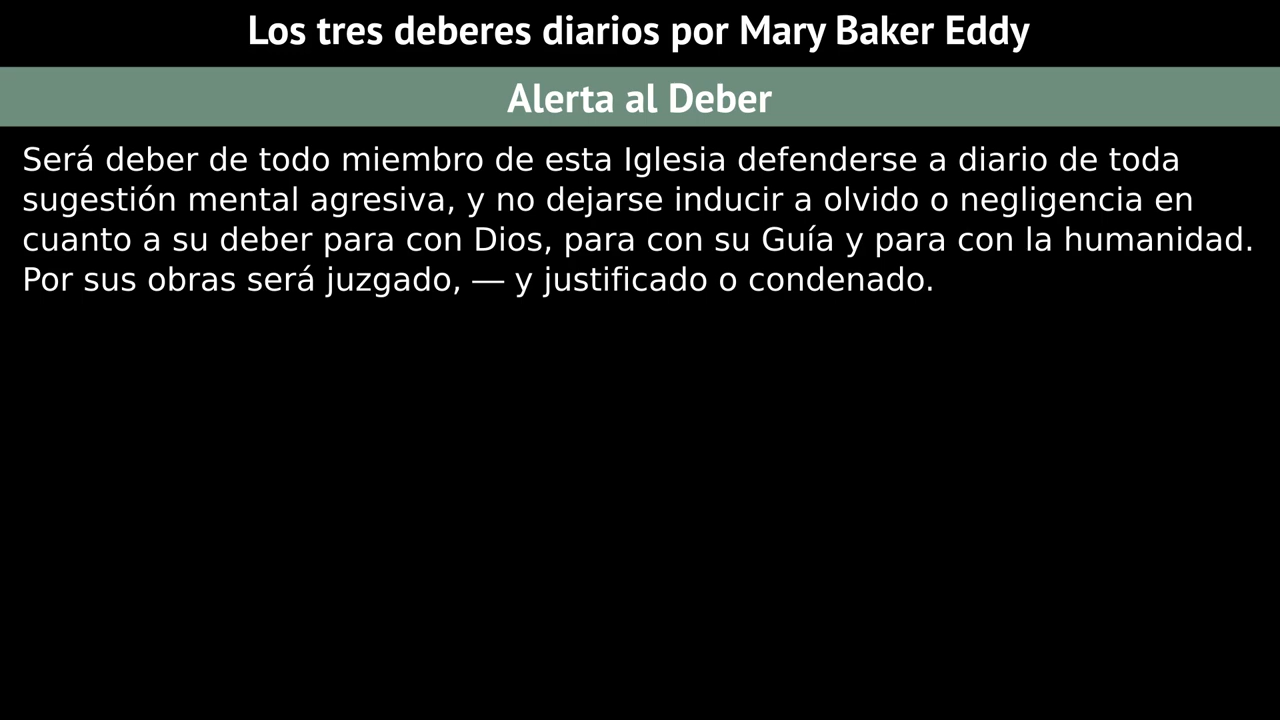 Los tres deberes diarios por Mary Baker Eddy
Alerta al Deber
Será deber de todo miembro de esta Iglesia defenderse a diario de toda
sugestión mental agresiva, y no dejarse inducir a olvido o negligencia en
cuanto a su deber para con Dios, para con su Guía y para con la humanidad.
Por sus obras será juzgado, — y justificado o condenado.